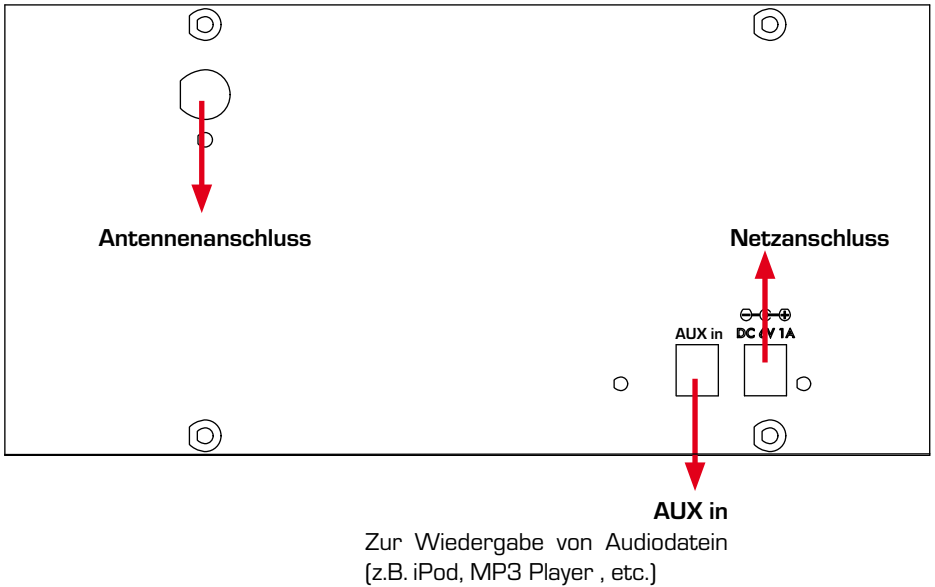 Antennenanschluss
Netzanschluss
AUX in
DC 6V 1A
AUX in
Zur Wiedergabe von Audiodatein
(z.B. iPod, MP3 Player , etc.)